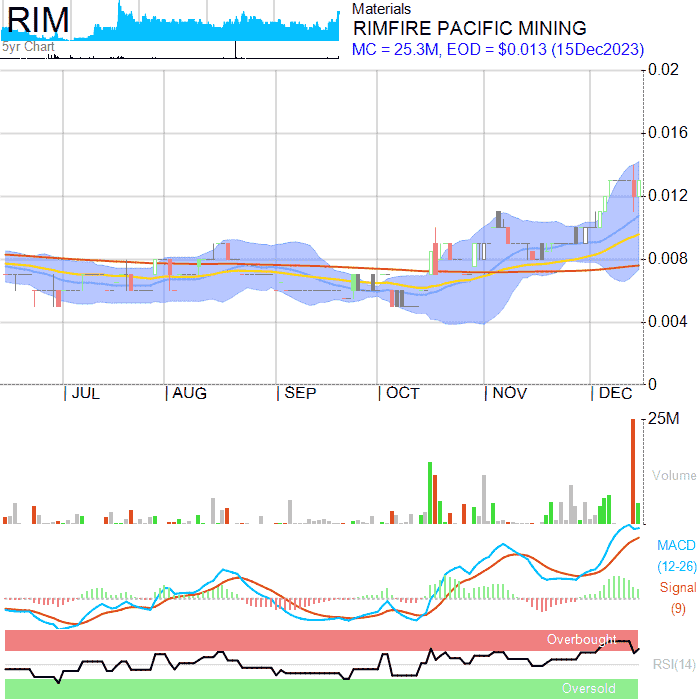 RIM
5yr Chart
Materials
RIMFIRE PACIFIC MINING
MC = 25.3M, EOD = $0.013 (15Dec2023)
0.02
0.016
0.012
0.008
0.004
0
JUL AUG SEP OCT NOV DEC
25M
Volume
MACD
(12-26)
Signal
(9)
Overbought
RSI(14)
Oversold